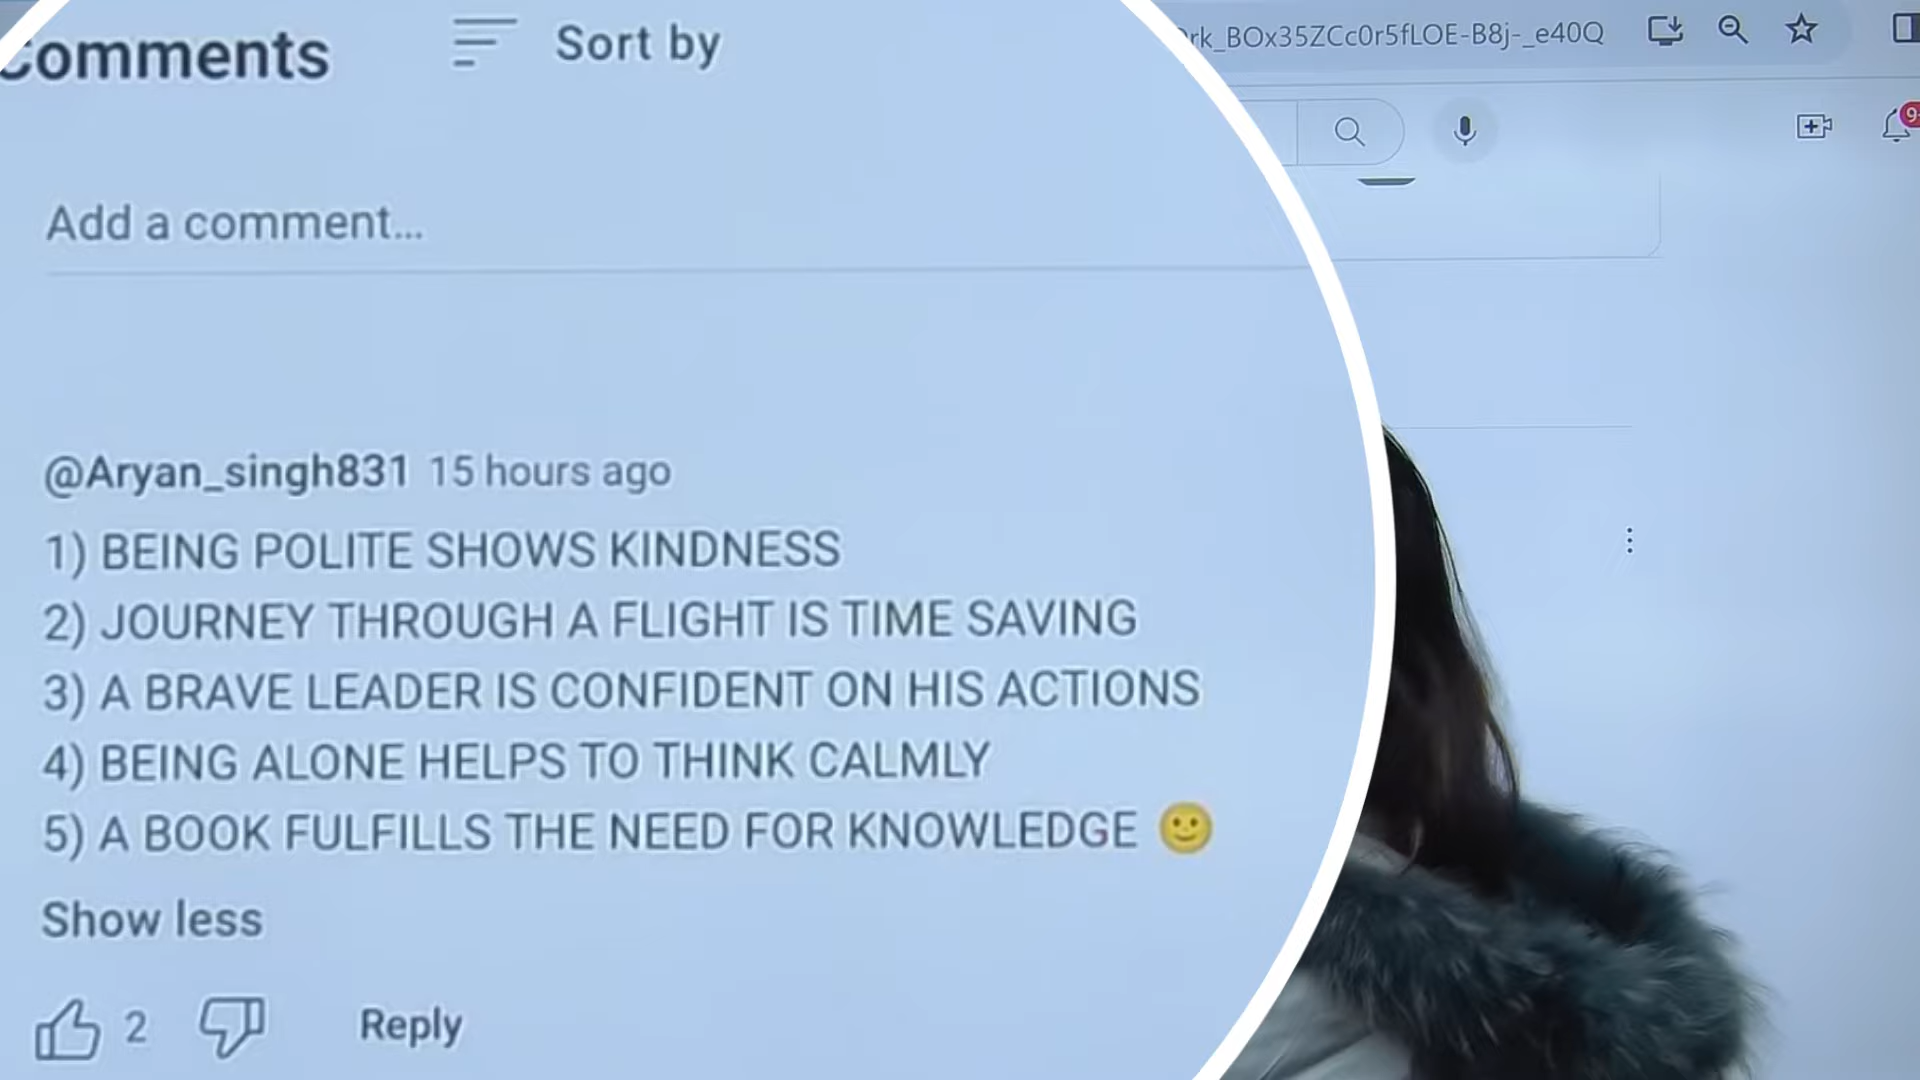 Comments
Sort by
rk_BOx35ZCc0r5fLOE-B8j-_e40Q
Add a comment...
@Aryan_singh831 15 hours ago
1) BEING POLITE SHOWS KINDNESS
2) JOURNEY THROUGH A FLIGHT IS TIME SAVING
3) A BRAVE LEADER IS CONFIDENT ON HIS ACTIONS
4) BEING ALONE HELPS TO THINK CALMLY
5) A BOOK FULFILLS THE NEED FOR KNOWLEDGE 🙂
Show less
2
Reply